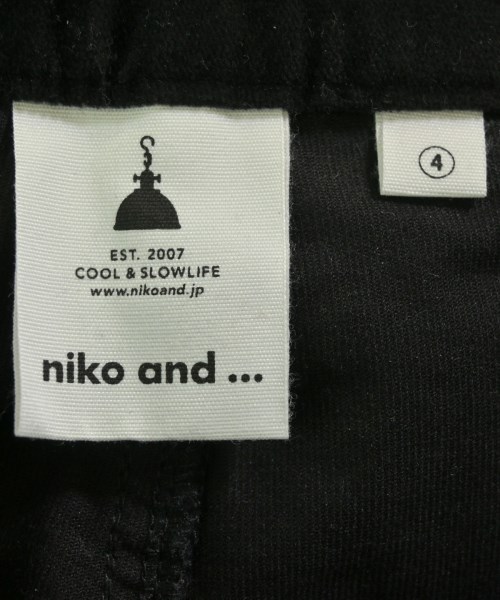 EST. 2007
COOL & SLOWLIFE
www.nikoand.jp
niko and ...
4